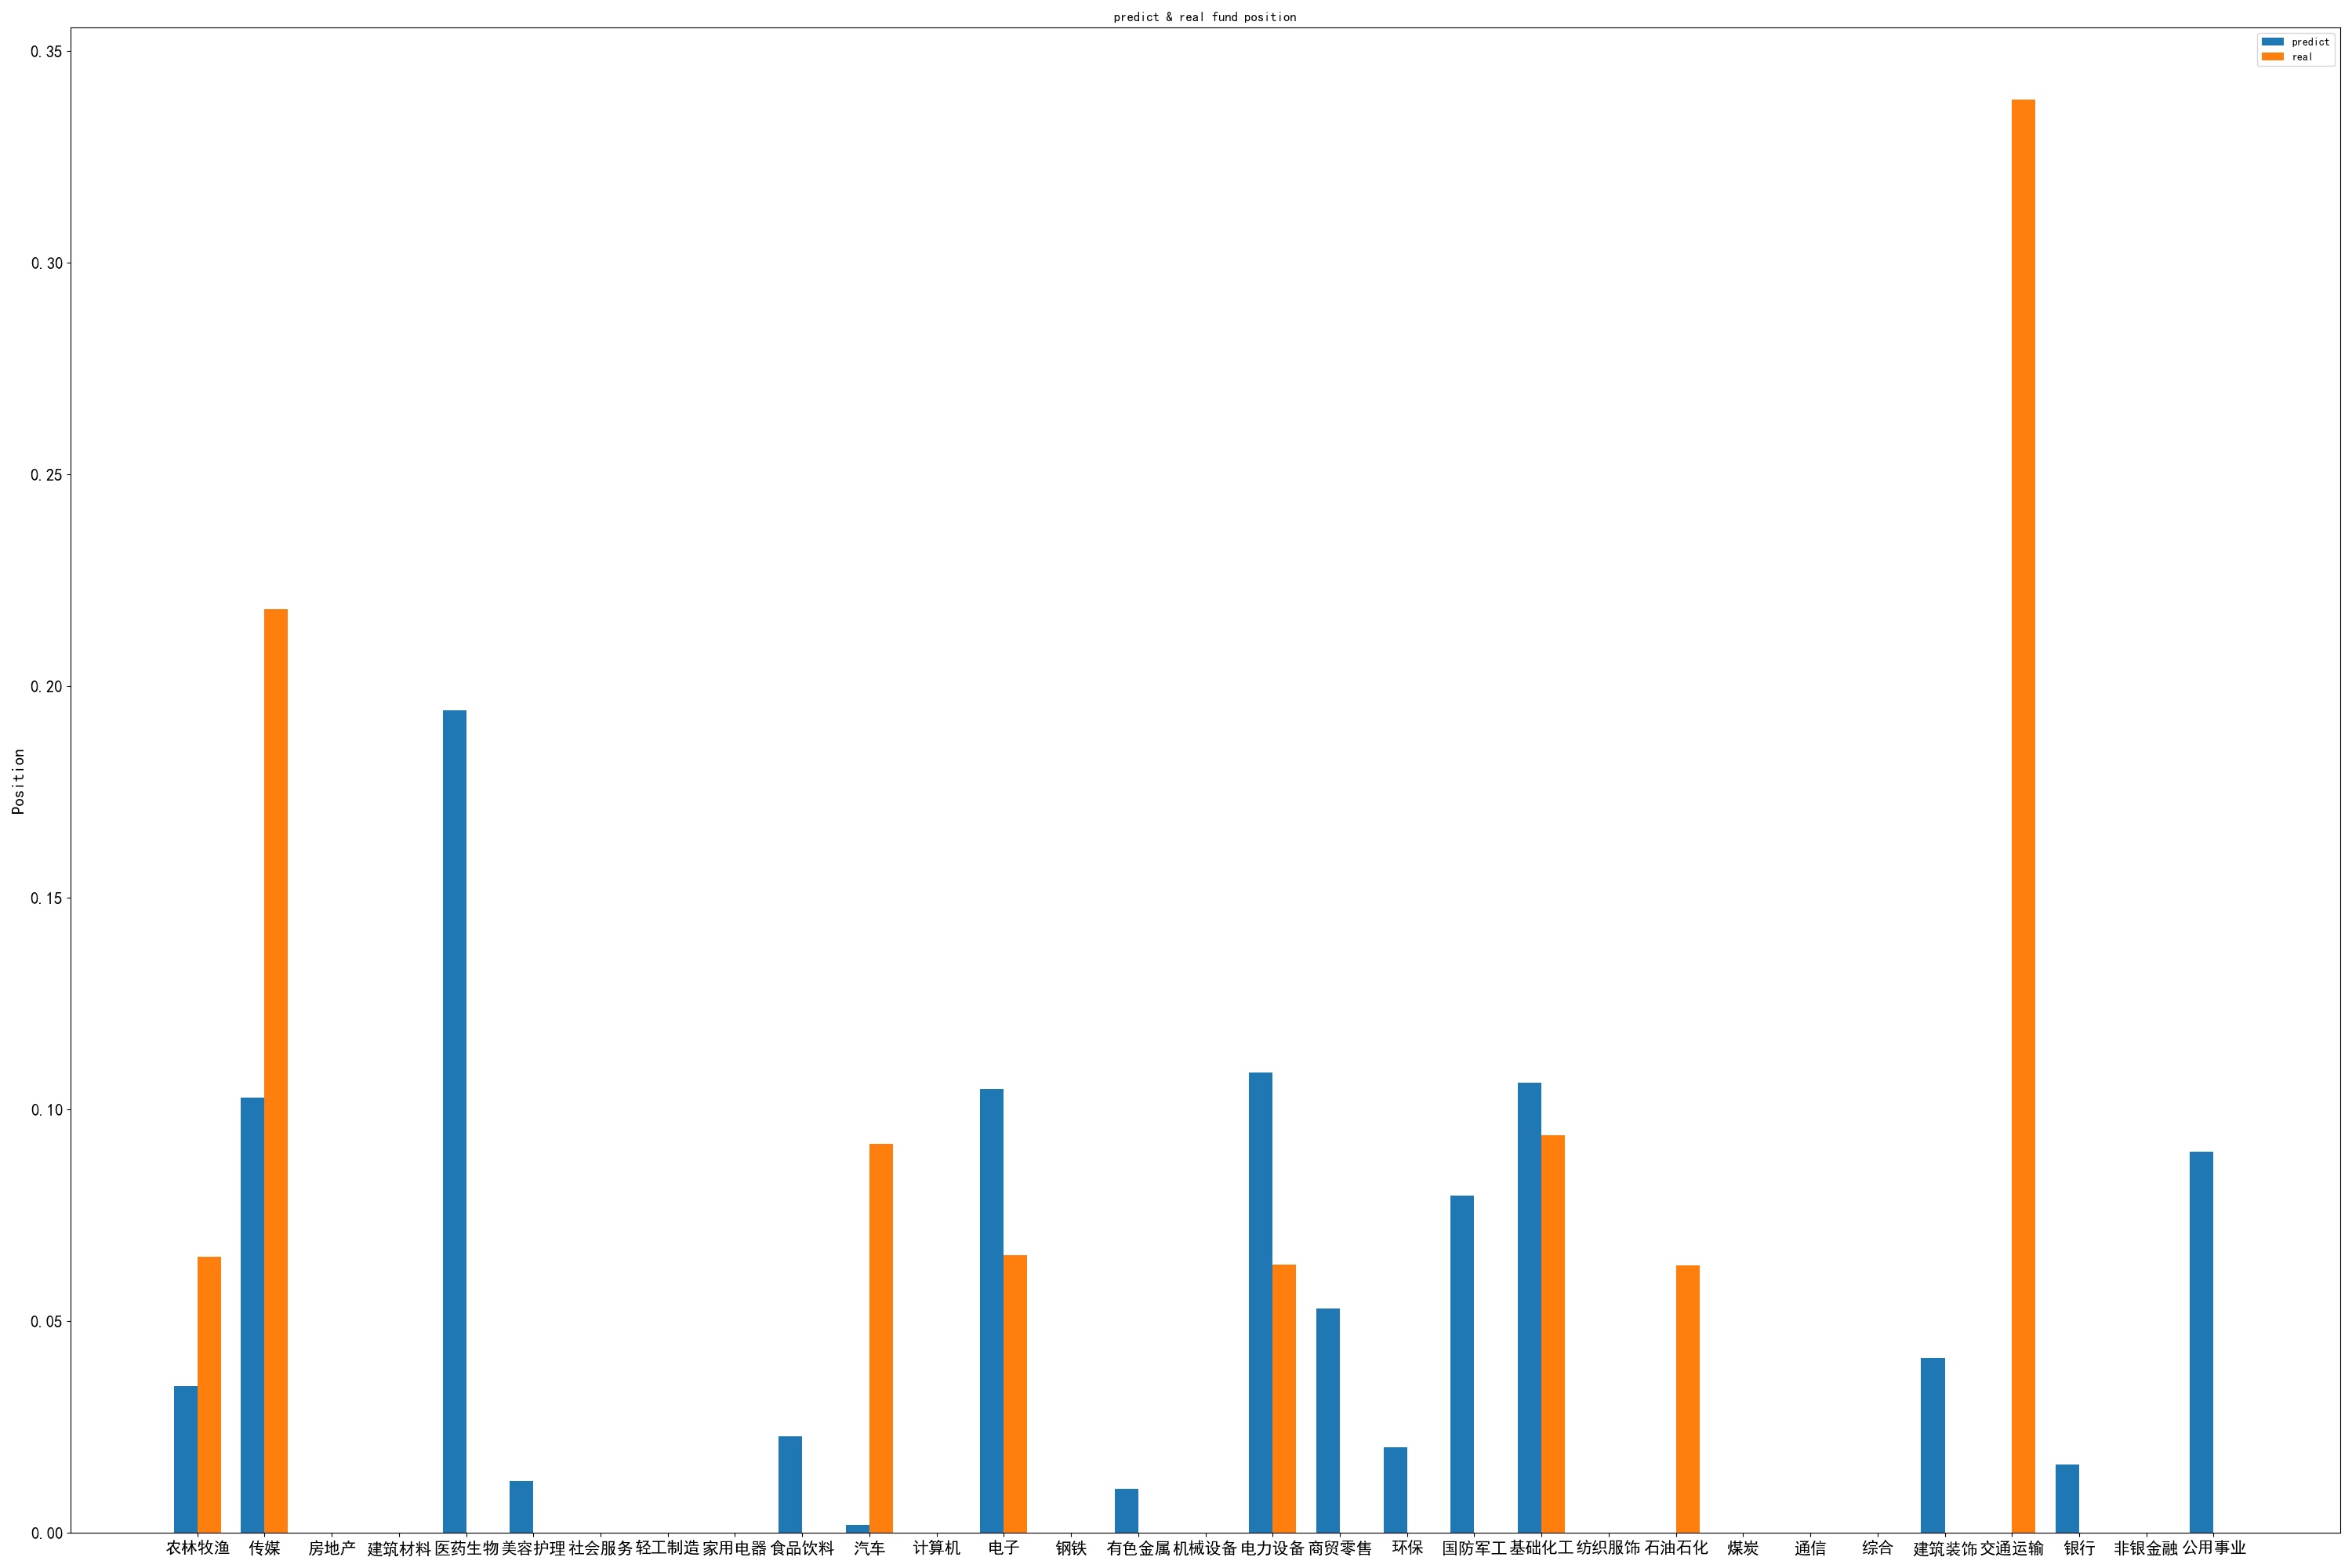 predict & real fund position
predict
real
0.35
0.30
0.25
0.20
0.15
0.10
0.05
0.00
Position
农林牧渔 传媒 房地产 建筑材料 医药生物 美容护理 社会服务 轻工制造 家用电器 食品饮料 汽车 计算机 电子 钢铁 有色金属 机械设备 电力设备 商贸零售 环保 国防军工 基础化工 纺织服饰 石油石化 煤炭 通信 综合 建筑装饰 交通运输 银行 非银金融 公用事业